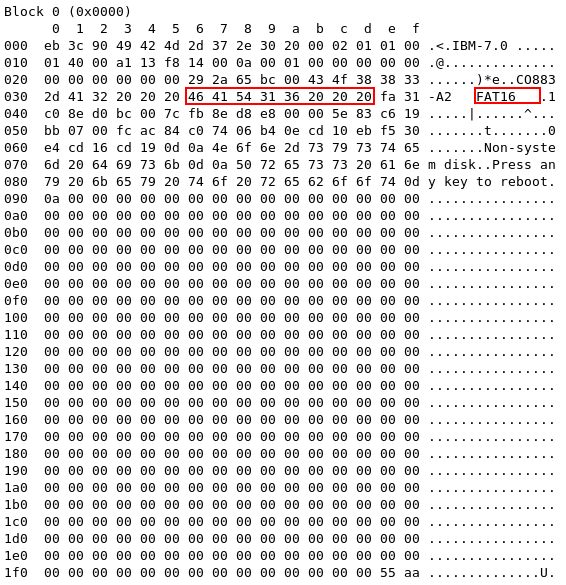 Block 0 (0x0000)
0 1 2 3 4 5 6 7 8 9 a b c d e f
000 eb 3c 90 49 42 4d 2d 37 2e 30 20 00 02 01 01 00 .<.IBM-7.0 .....
010 01 40 00 a1 13 f8 14 00 0a 00 01 00 00 00 00 00 .@..............
020 00 00 00 00 00 00 29 2a 65 bc 00 43 4f 38 38 33 ......)*e..CO883
030 2d 41 32 20 20 20 46 41 54 31 36 20 20 20 fa 31 -A2   FAT16   .1
040 c0 8e d0 bc 00 7c fb 8e d8 e8 00 00 5e 83 c6 19 .....|......^...
050 bb 07 00 fc ac 84 c0 74 06 b4 0e cd 10 eb f5 30 .......t.......0
060 e4 cd 16 cd 19 0d 0a 4e 6f 6e 2d 73 79 73 74 65 .......Non-syste
070 6d 20 64 69 73 6b 0d 0a 50 72 65 73 73 20 61 6e m disk..Press an
080 79 20 6b 65 79 20 74 6f 20 72 65 62 6f 6f 74 0d y key to reboot.
090 0a 00 00 00 00 00 00 00 00 00 00 00 00 00 00 00 ................
0a0 00 00 00 00 00 00 00 00 00 00 00 00 00 00 00 00 ................
0b0 00 00 00 00 00 00 00 00 00 00 00 00 00 00 00 00 ................
0c0 00 00 00 00 00 00 00 00 00 00 00 00 00 00 00 00 ................
0d0 00 00 00 00 00 00 00 00 00 00 00 00 00 00 00 00 ................
0e0 00 00 00 00 00 00 00 00 00 00 00 00 00 00 00 00 ................
0f0 00 00 00 00 00 00 00 00 00 00 00 00 00 00 00 00 ................
100 00 00 00 00 00 00 00 00 00 00 00 00 00 00 00 00 ................
110 00 00 00 00 00 00 00 00 00 00 00 00 00 00 00 00 ................
120 00 00 00 00 00 00 00 00 00 00 00 00 00 00 00 00 ................
130 00 00 00 00 00 00 00 00 00 00 00 00 00 00 00 00 ................
140 00 00 00 00 00 00 00 00 00 00 00 00 00 00 00 00 ................
150 00 00 00 00 00 00 00 00 00 00 00 00 00 00 00 00 ................
160 00 00 00 00 00 00 00 00 00 00 00 00 00 00 00 00 ................
170 00 00 00 00 00 00 00 00 00 00 00 00 00 00 00 00 ................
180 00 00 00 00 00 00 00 00 00 00 00 00 00 00 00 00 ................
190 00 00 00 00 00 00 00 00 00 00 00 00 00 00 00 00 ................
1a0 00 00 00 00 00 00 00 00 00 00 00 00 00 00 00 00 ................
1b0 00 00 00 00 00 00 00 00 00 00 00 00 00 00 00 00 ................
1c0 00 00 00 00 00 00 00 00 00 00 00 00 00 00 00 00 ................
1d0 00 00 00 00 00 00 00 00 00 00 00 00 00 00 00 00 ................
1e0 00 00 00 00 00 00 00 00 00 00 00 00 00 00 00 00 ................
1f0 00 00 00 00 00 00 00 00 00 00 00 00 00 00 55 aa ..............U.